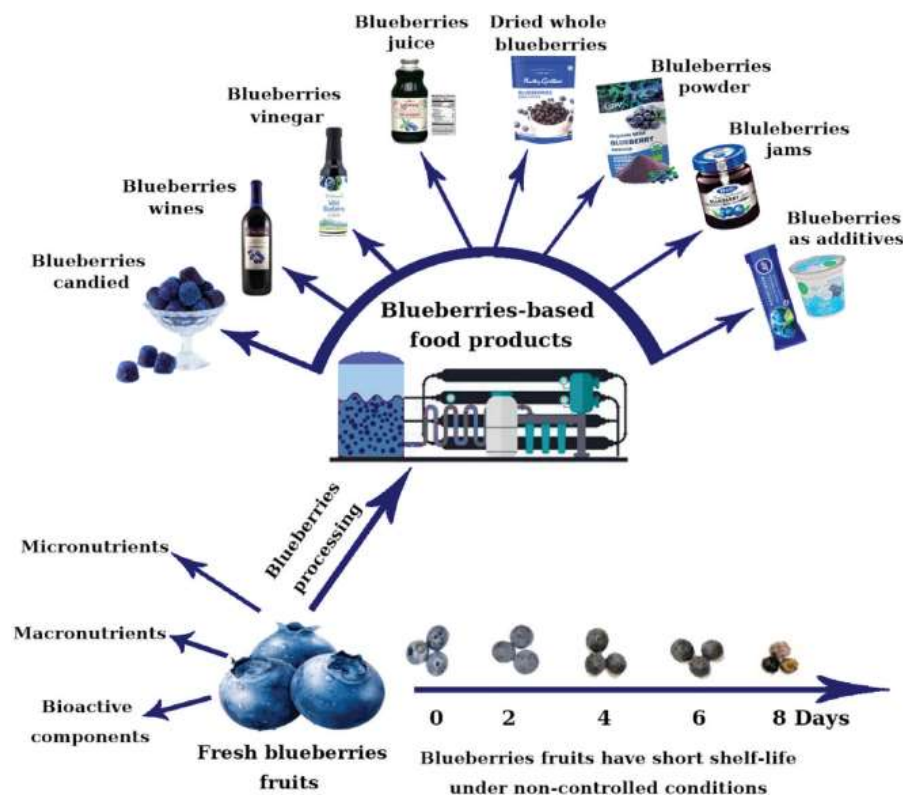 Blueberries
juice
Dried whole
blueberries
Bluleberries
powder
Blueberries
vinegar
Bluleberries
jams
Blueberries
wines
Blueberries
as additives
Blueberries
candied
BLUEBERRY
Blueberries-based
food products
Blueberries
processing
Micronutrients
Macronutrients
Bioactive
components
Fresh blueberries
fruits
0 2 4 6 8 Days
Blueberries fruits have short shelf-life
under non-controlled conditions